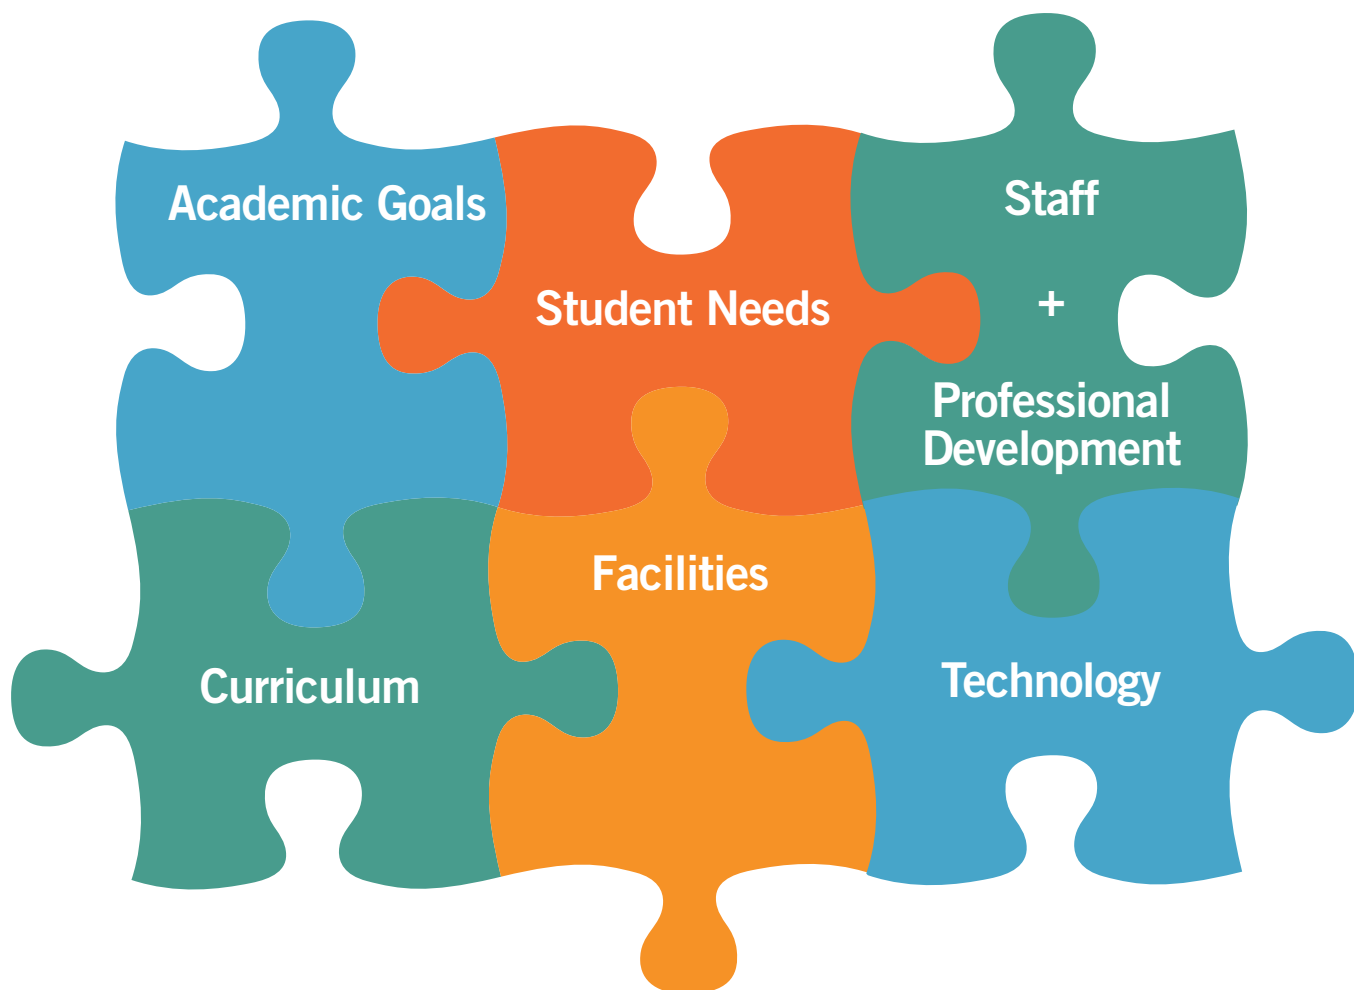 Academic Goals
Student Needs
Staff
+
Professional
Development
Curriculum
Facilities
Technology